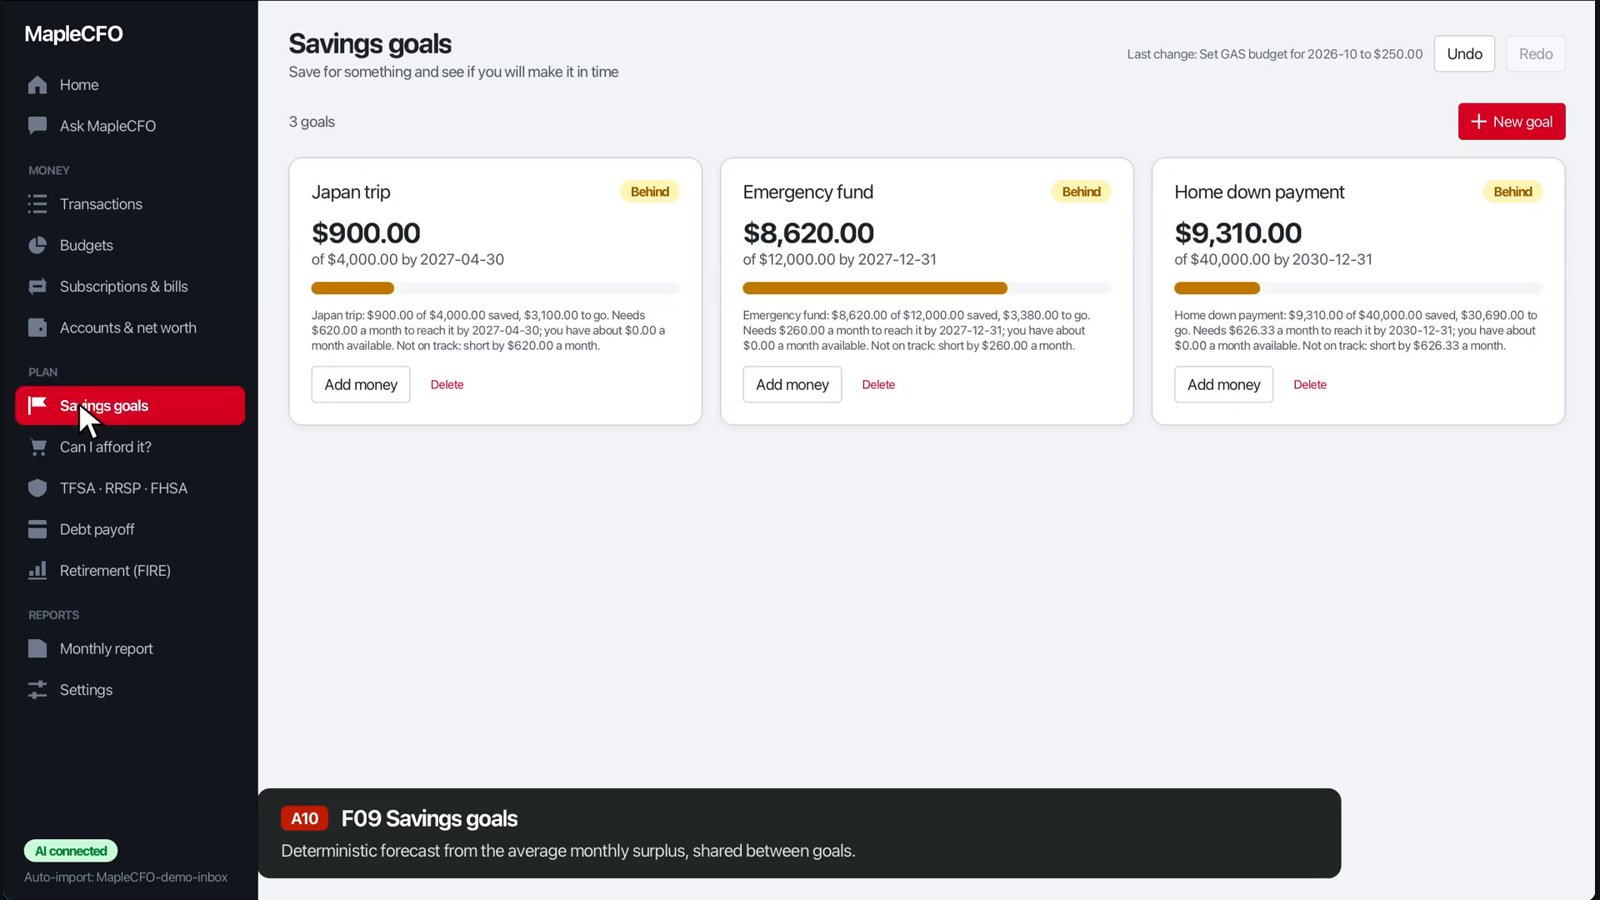 MapleCFO
Home
Ask MapleCFO
MONEY
Transactions
Budgets
Subscriptions & bills
Accounts & net worth
PLAN
Savings goals
Can I afford it?
TFSA · RRSP · FHSA
Debt payoff
Retirement (FIRE)
REPORTS
Monthly report
Settings
AI connected
Auto-import: MapleCFO-demo-inbox
Savings goals
Save for something and see if you will make it in time
Last change: Set GAS budget for 2026-10 to $250.00
Undo
Redo
3 goals
New goal
Japan trip
Behind
$900.00
of $4,000.00 by 2027-04-30
Japan trip: $900.00 of $4,000.00 saved, $3,100.00 to go. Needs
$620.00 a month to reach it by 2027-04-30; you have about $0.00 a
month available. Not on track: short by $620.00 a month.
Add money
Delete
Emergency fund
Behind
$8,620.00
of $12,000.00 by 2027-12-31
Emergency fund: $8,620.00 of $12,000.00 saved, $3,380.00 to go.
Needs $260.00 a month to reach it by 2027-12-31; you have about
$0.00 a month available. Not on track: short by $260.00 a month.
Add money
Delete
Home down payment
Behind
$9,310.00
of $40,000.00 by 2030-12-31
Home down payment: $9,310.00 of $40,000.00 saved, $30,690.00 to
go. Needs $626.33 a month to reach it by 2030-12-31; you have about
$0.00 a month available. Not on track: short by $626.33 a month.
Add money
Delete
A10 F09 Savings goals
Deterministic forecast from the average monthly surplus, shared between goals.